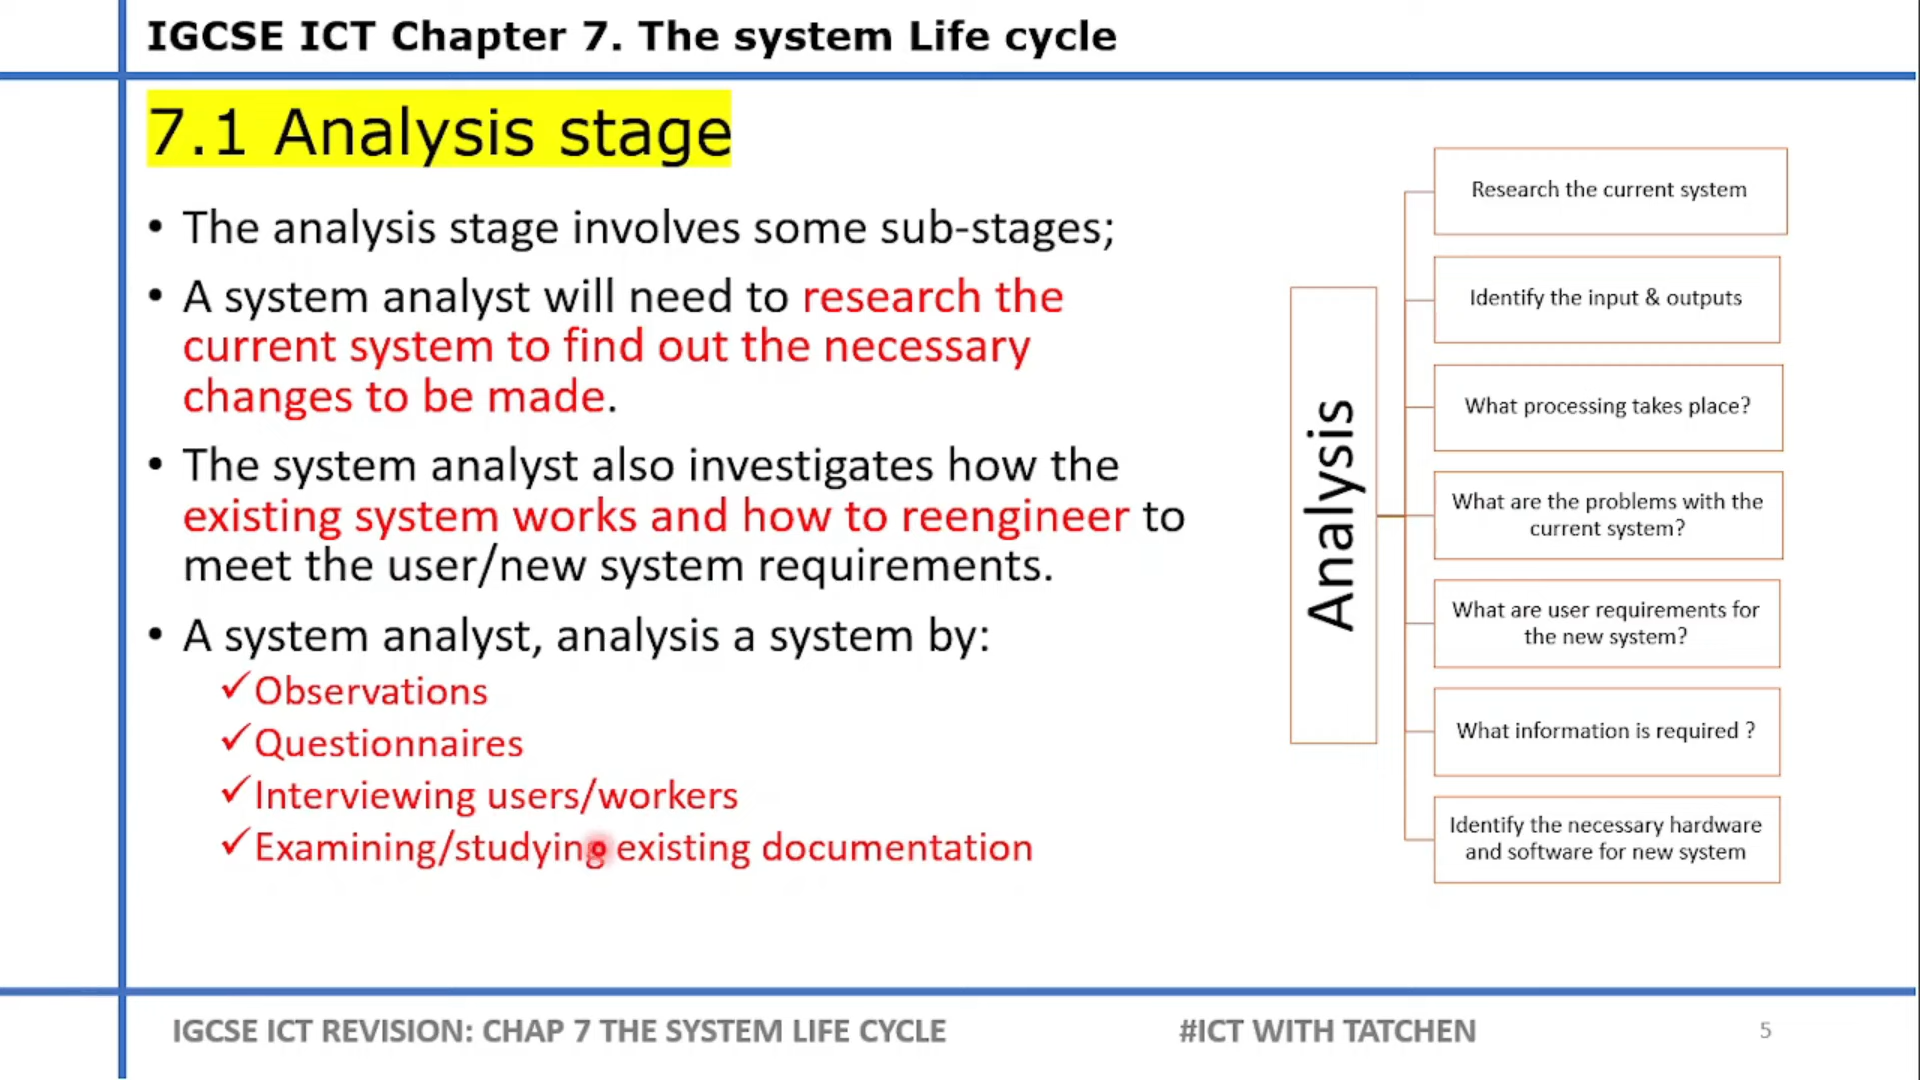 IGCSE ICT Chapter 7. The system Life cycle
7.1 Analysis stage
• The analysis stage involves some sub-stages;
• A system analyst will need to research the
current system to find out the necessary
changes to be made.
• The system analyst also investigates how the
existing system works and how to reengineer to
meet the user/new system requirements.
• A system analyst, analysis a system by:
✓Observations
✓Questionnaires
✓Interviewing users/workers
✓Examining/studying existing documentation
Analysis
Research the current system
Identify the input & outputs
What processing takes place?
What are the problems with the
current system?
What are user requirements for
the new system?
What information is required ?
Identify the necessary hardware
and software for new system
IGCSE ICT REVISION: CHAP 7 THE SYSTEM LIFE CYCLE
#ICT WITH TATCHEN
5